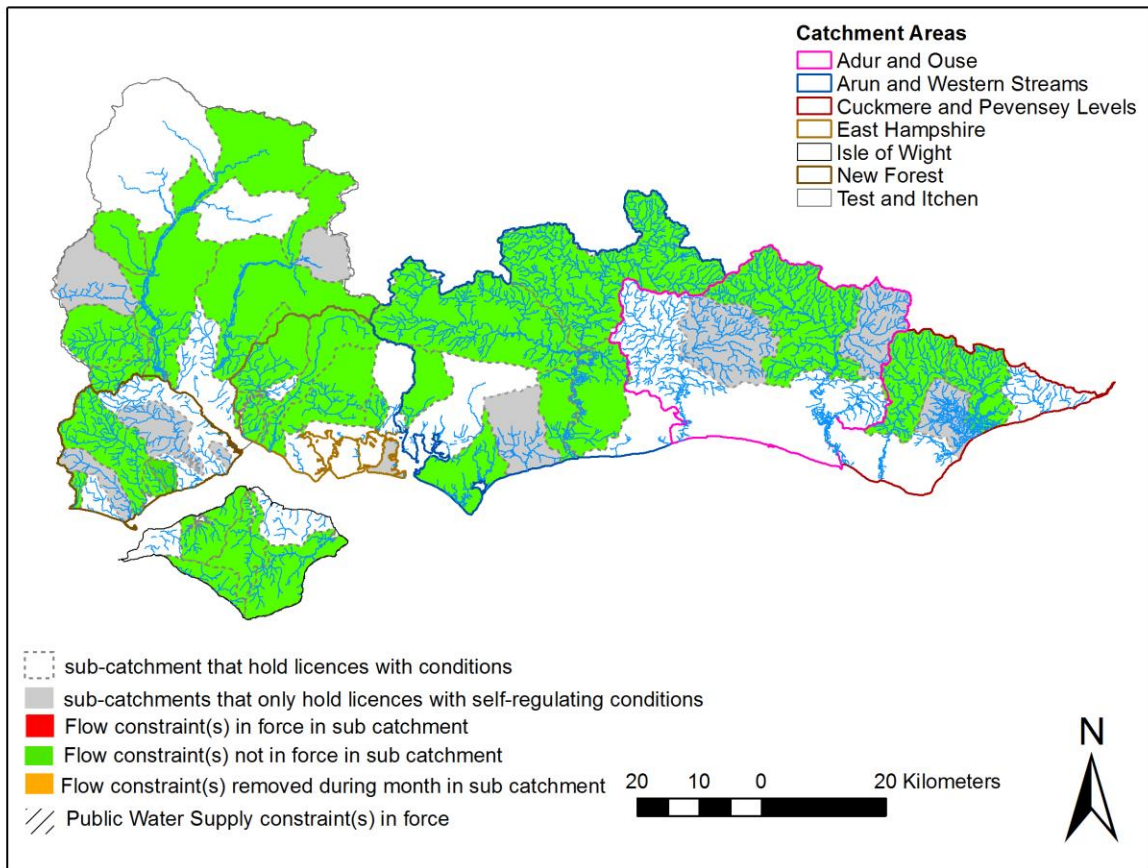 Catchment Areas
Adur and Ouse
Arun and Western Streams
Cuckmere and Pevensey Levels
East Hampshire
Isle of Wight
New Forest
Test and Itchen
sub-catchment that hold licences with conditions
sub-catchments that only hold licences with self-regulating conditions
Flow constraint(s) in force in sub catchment
Flow constraint(s) not in force in sub catchment
Flow constraint(s) removed during month in sub catchment
Public Water Supply constraint(s) in force
20 10 0 20 Kilometers
N